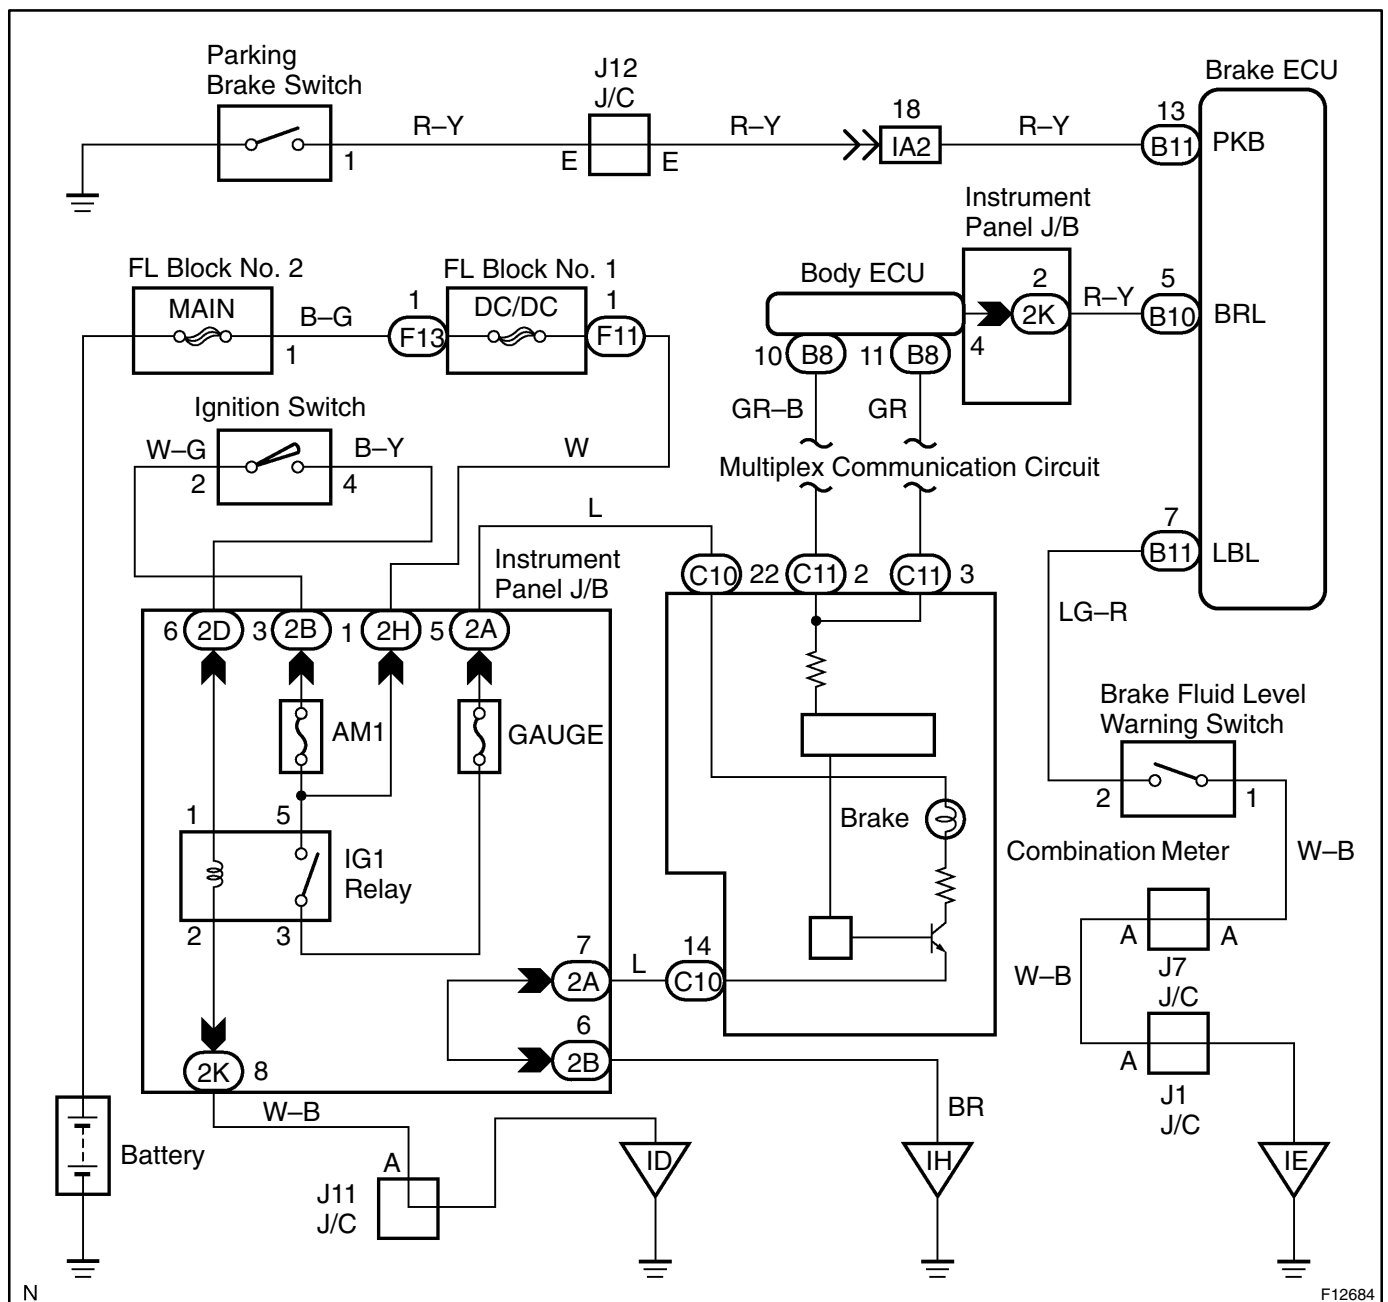 Parking
Brake Switch
J12
J/C
Brake ECU
R–Y
R–Y
18
R–Y
13
1
E
E
IA2
B11
PKB
Instrument
Panel J/B
FL Block No. 2
FL Block No. 1
Body ECU
MAIN
B–G
1
DC/DC
1
2
R–Y
5
1
F13
F11
2K
B10
BRL
4
10
B8
11
B8
Ignition Switch
GR–B
GR
W–G
B–Y
W
2
4
Multiplex Communication Circuit
L
7
Instrument
Panel J/B
C10
22
C11
2
C11
3
B11
LBL
LG–R
6
2D
3
2B
1
2H
5
2A
Brake Fluid Level
Warning Switch
AM1
GAUGE
2
1
1
5
Brake
IG1
Relay
Combination Meter
W–B
2
3
A
A
7
L
14
J7
J/C
2A
C10
W–B
6
2B
A
2K
8
J1
J/C
W–B
BR
Battery
A
ID
IH
IE
J11
J/C
N
F12684